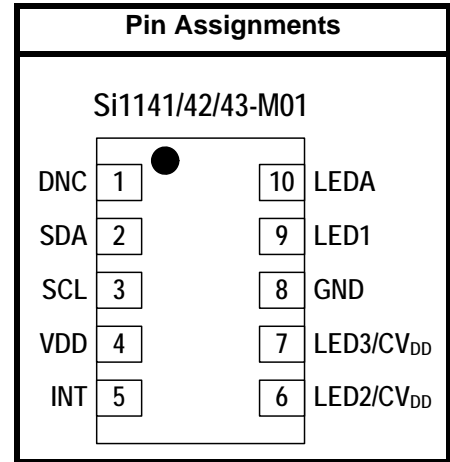 Pin Assignments
Si1141/42/43-M01
DNC 1 10 LEDA
SDA 2 9 LED1
SCL 3 8 GND
VDD 4 7 LED3/CVDD
INT 5 6 LED2/CVDD